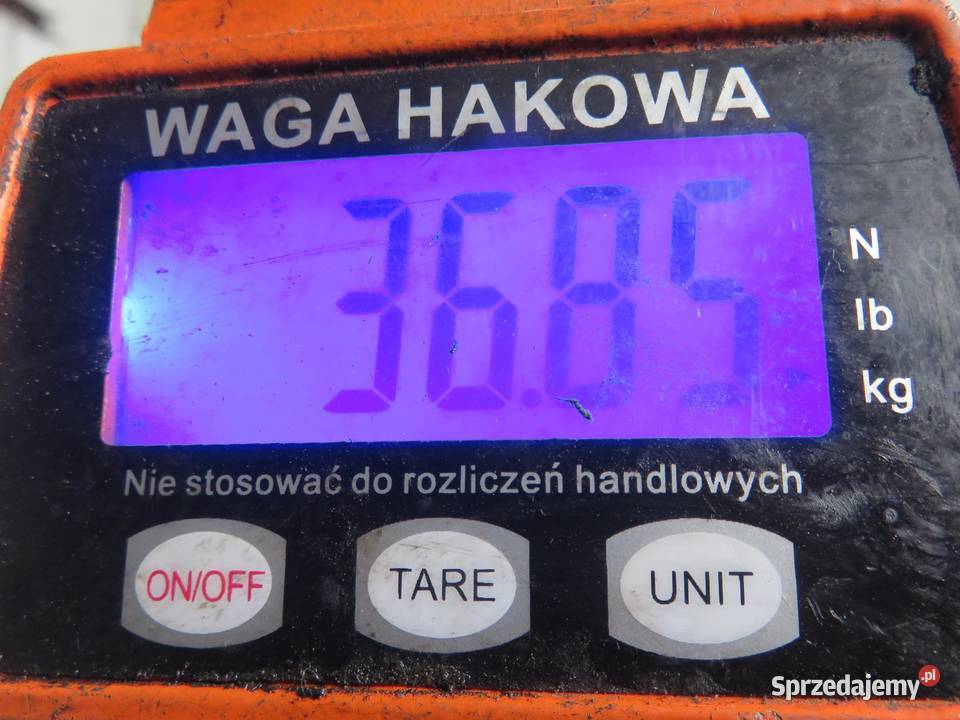 WAGA HAKOWA
36.85
N
lb
kg
Nie stosować do rozliczeń handlowych
ON/OFF
TARE
UNIT
Sprzedajemy.pl